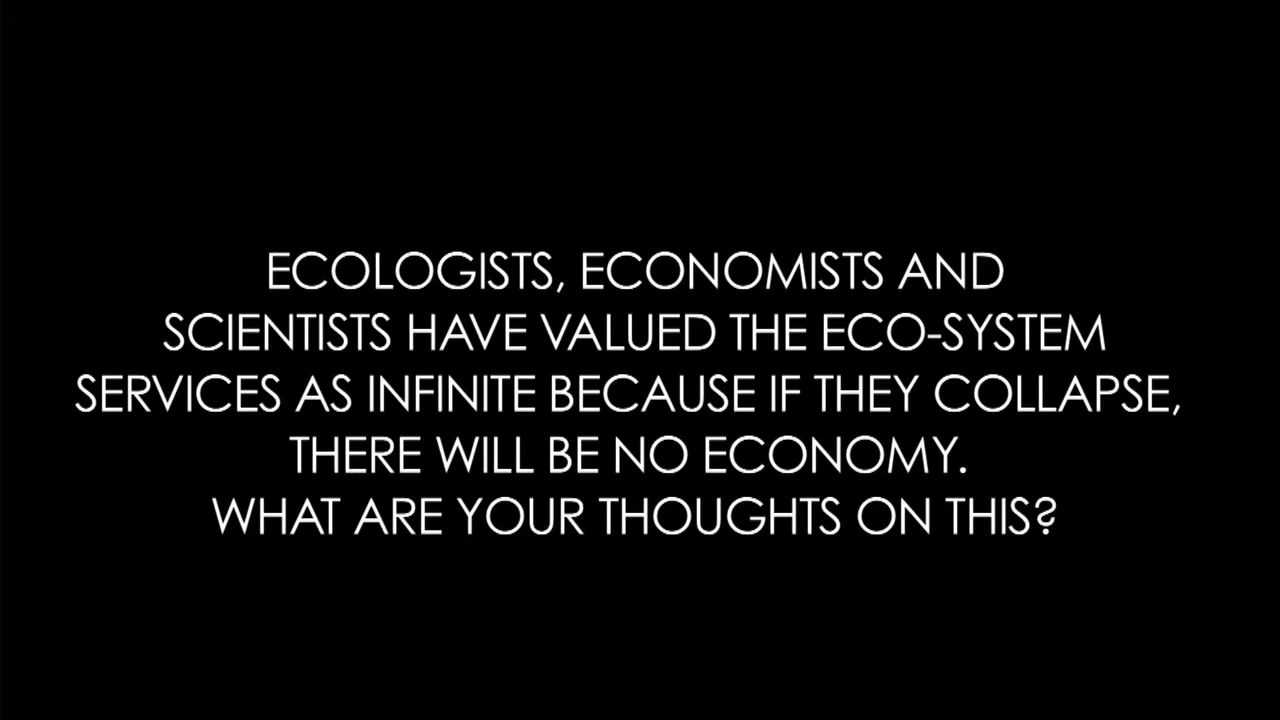 ECOLOGISTS, ECONOMISTS AND
SCIENTISTS HAVE VALUED THE ECO-SYSTEM
SERVICES AS INFINITE BECAUSE IF THEY COLLAPSE,
THERE WILL BE NO ECONOMY.
WHAT ARE YOUR THOUGHTS ON THIS?